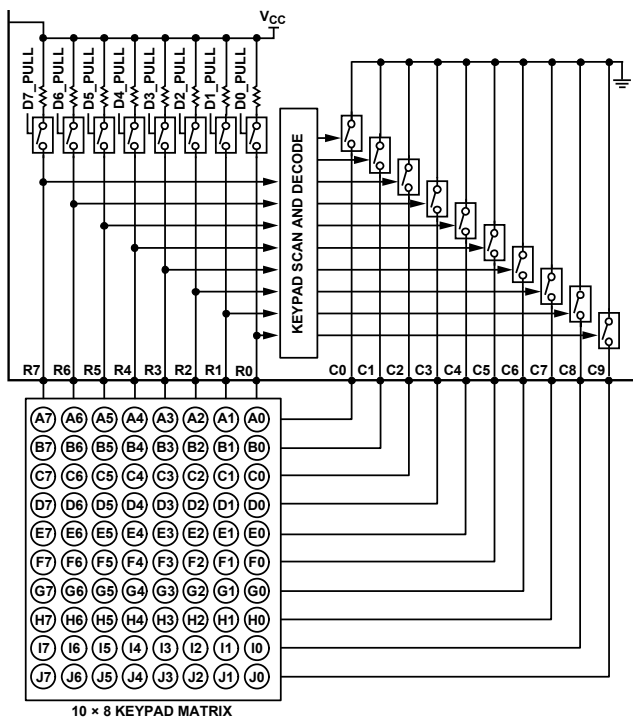 VCC
D7_PULL
D6_PULL
D5_PULL
D4_PULL
D3_PULL
D2_PULL
D1_PULL
D0_PULL
KEYPAD SCAN AND DECODE
R7 R6 R5 R4 R3 R2 R1 R0 C0 C1 C2 C3 C4 C5 C6 C7 C8 C9
A7 A6 A5 A4 A3 A2 A1 A0
B7 B6 B5 B4 B3 B2 B1 B0
C7 C6 C5 C4 C3 C2 C1 C0
D7 D6 D5 D4 D3 D2 D1 D0
E7 E6 E5 E4 E3 E2 E1 E0
F7 F6 F5 F4 F3 F2 F1 F0
G7 G6 G5 G4 G3 G2 G1 G0
H7 H6 H5 H4 H3 H2 H1 H0
I7 I6 I5 I4 I3 I2 I1 I0
J7 J6 J5 J4 J3 J2 J1 J0
10 × 8 KEYPAD MATRIX